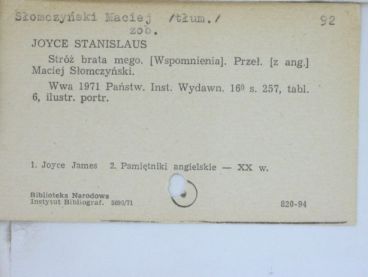 Słomczyński Maciej /tłum./ 92
zob.
JOYCE STANISLAUS
Stróż brata mego. [Wspomnienia]. Przeł. [z ang.]
Maciej Słomczyński.
Wwa 1971 Państw. Inst. Wydawn. 16⁰ s. 257, tabl.
6, ilustr. portr.
1. Joyce James 2. Pamiętniki angielskie — XX w.
Biblioteka Narodowa
Instytut Bibliograf. 5690/71 820-94